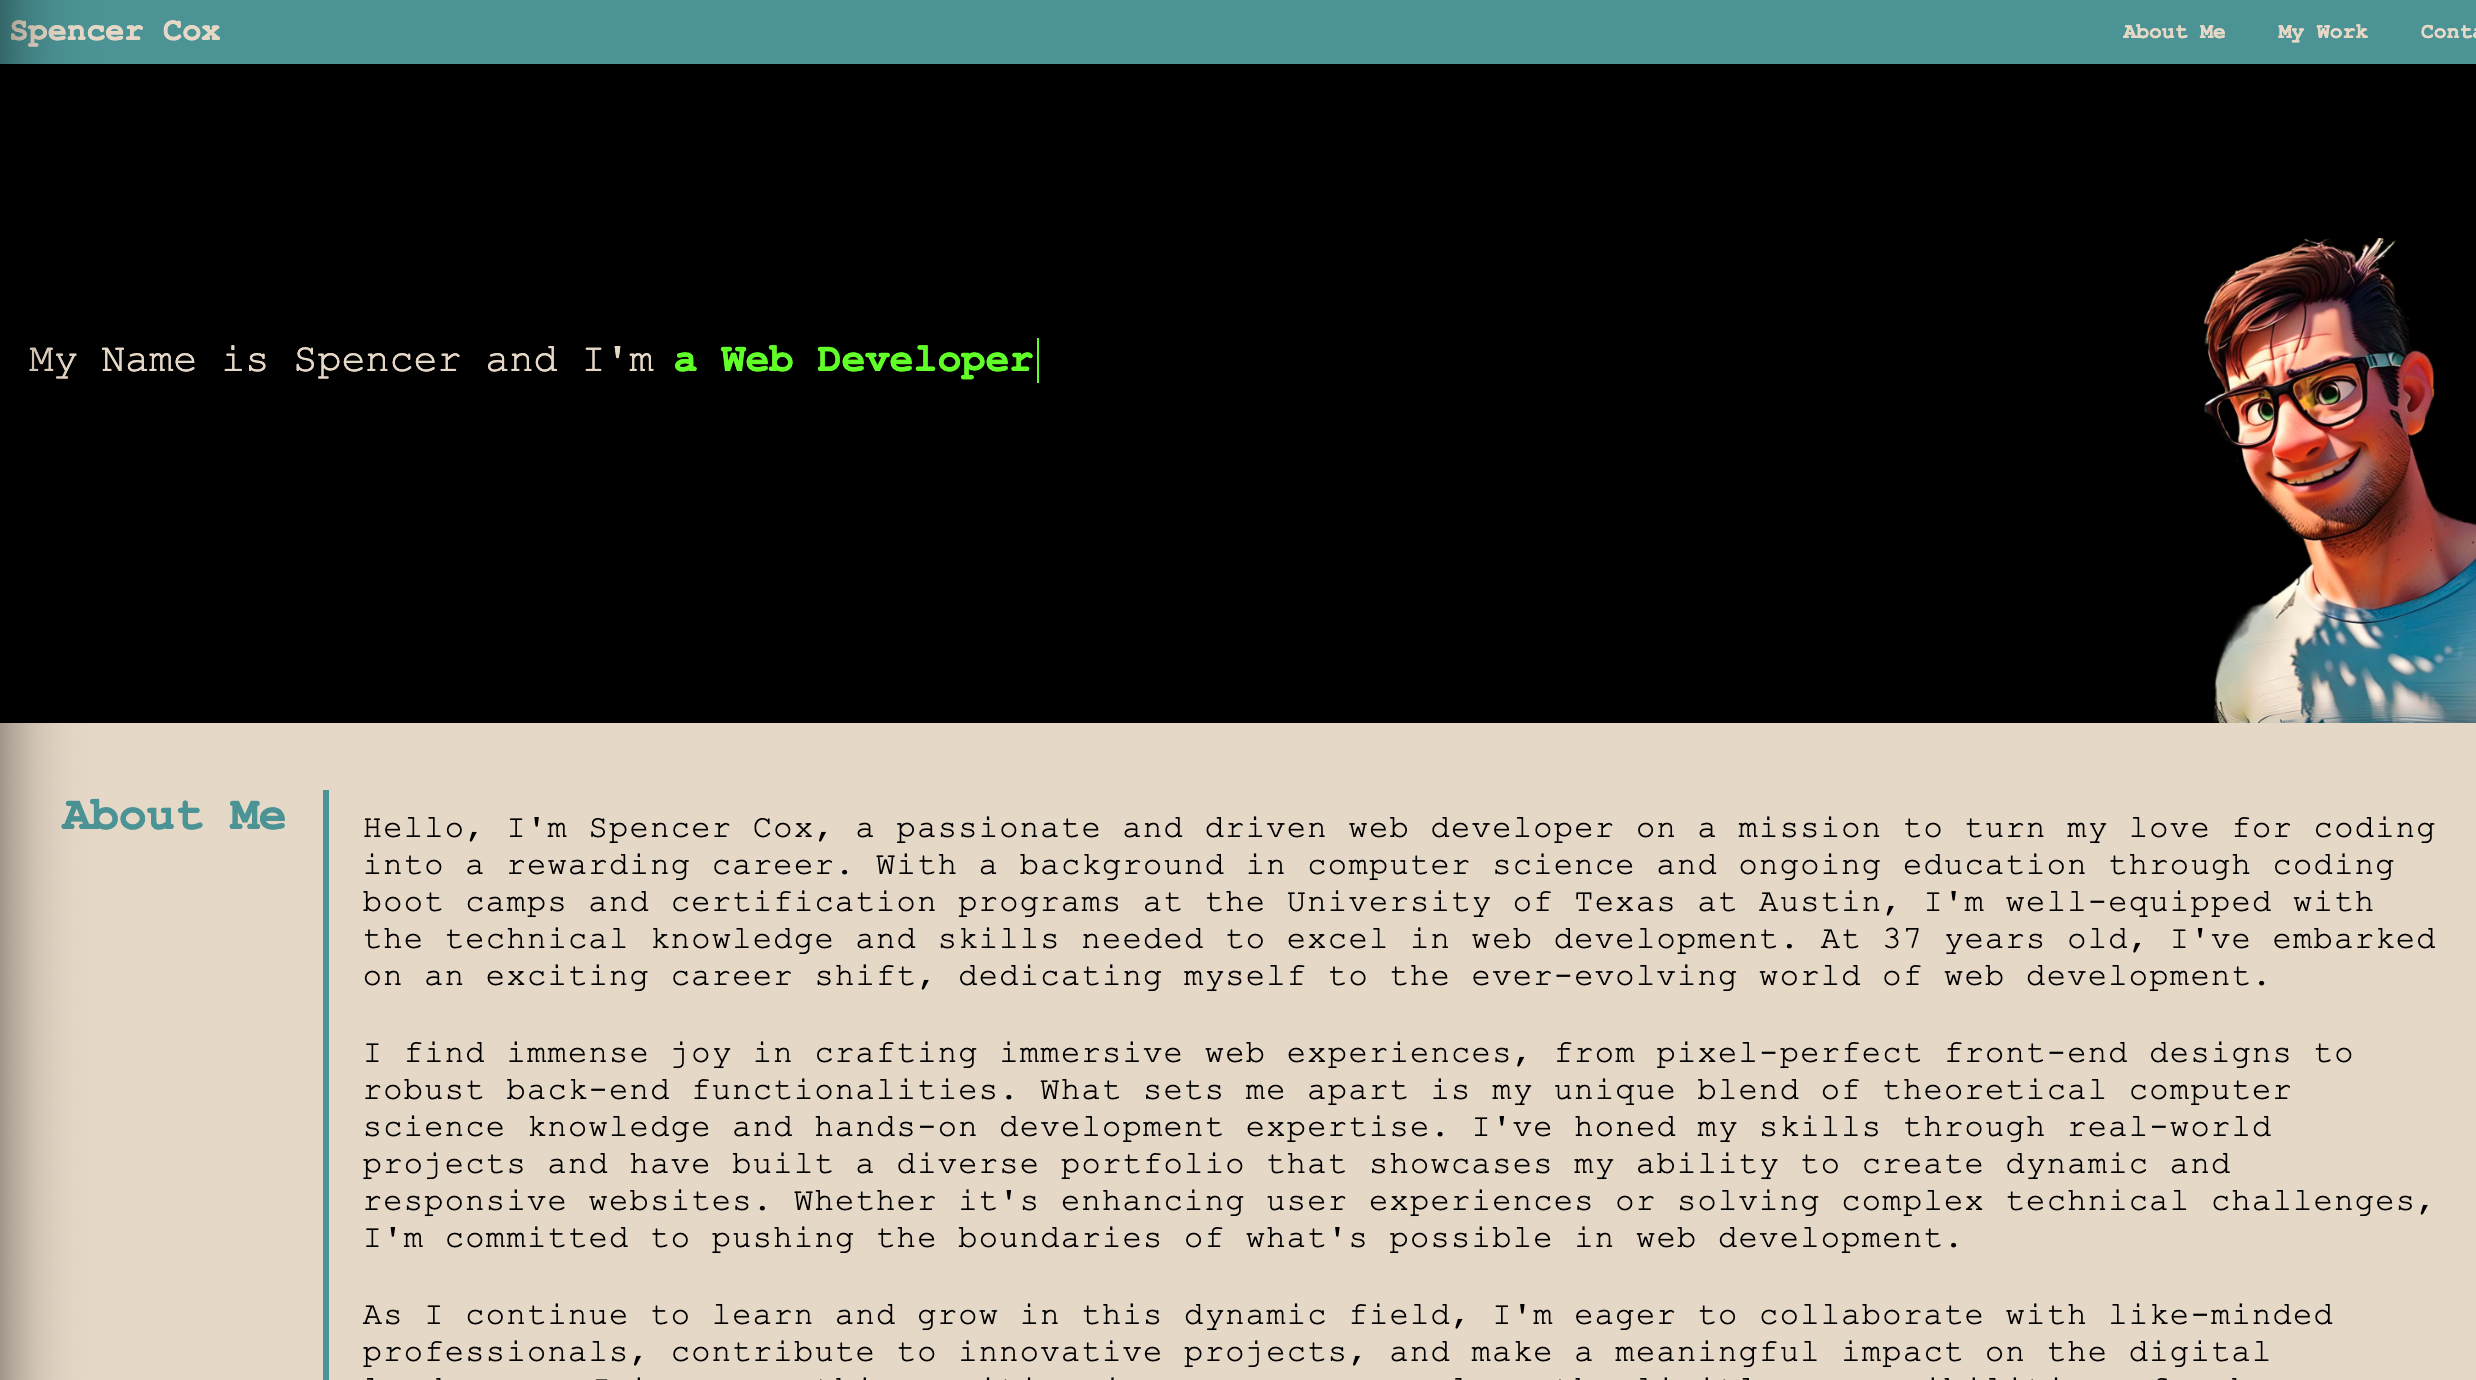 Spencer Cox
About Me
My Work
My Name is Spencer and I'm a Web Developer
About Me
Hello, I'm Spencer Cox, a passionate and driven web developer on a mission to turn my love for coding
into a rewarding career. With a background in computer science and ongoing education through coding
boot camps and certification programs at the University of Texas at Austin, I'm well-equipped with
the technical knowledge and skills needed to excel in web development. At 37 years old, I've embarked
on an exciting career shift, dedicating myself to the ever-evolving world of web development.
I find immense joy in crafting immersive web experiences, from pixel-perfect front-end designs to
robust back-end functionalities. What sets me apart is my unique blend of theoretical computer
science knowledge and hands-on development expertise. I've honed my skills through real-world
projects and have built a diverse portfolio that showcases my ability to create dynamic and
responsive websites. Whether it's enhancing user experiences or solving complex technical challenges,
I'm committed to pushing the boundaries of what's possible in web development.
As I continue to learn and grow in this dynamic field, I'm eager to collaborate with like-minded
professionals, contribute to innovative projects, and make a meaningful impact on the digital